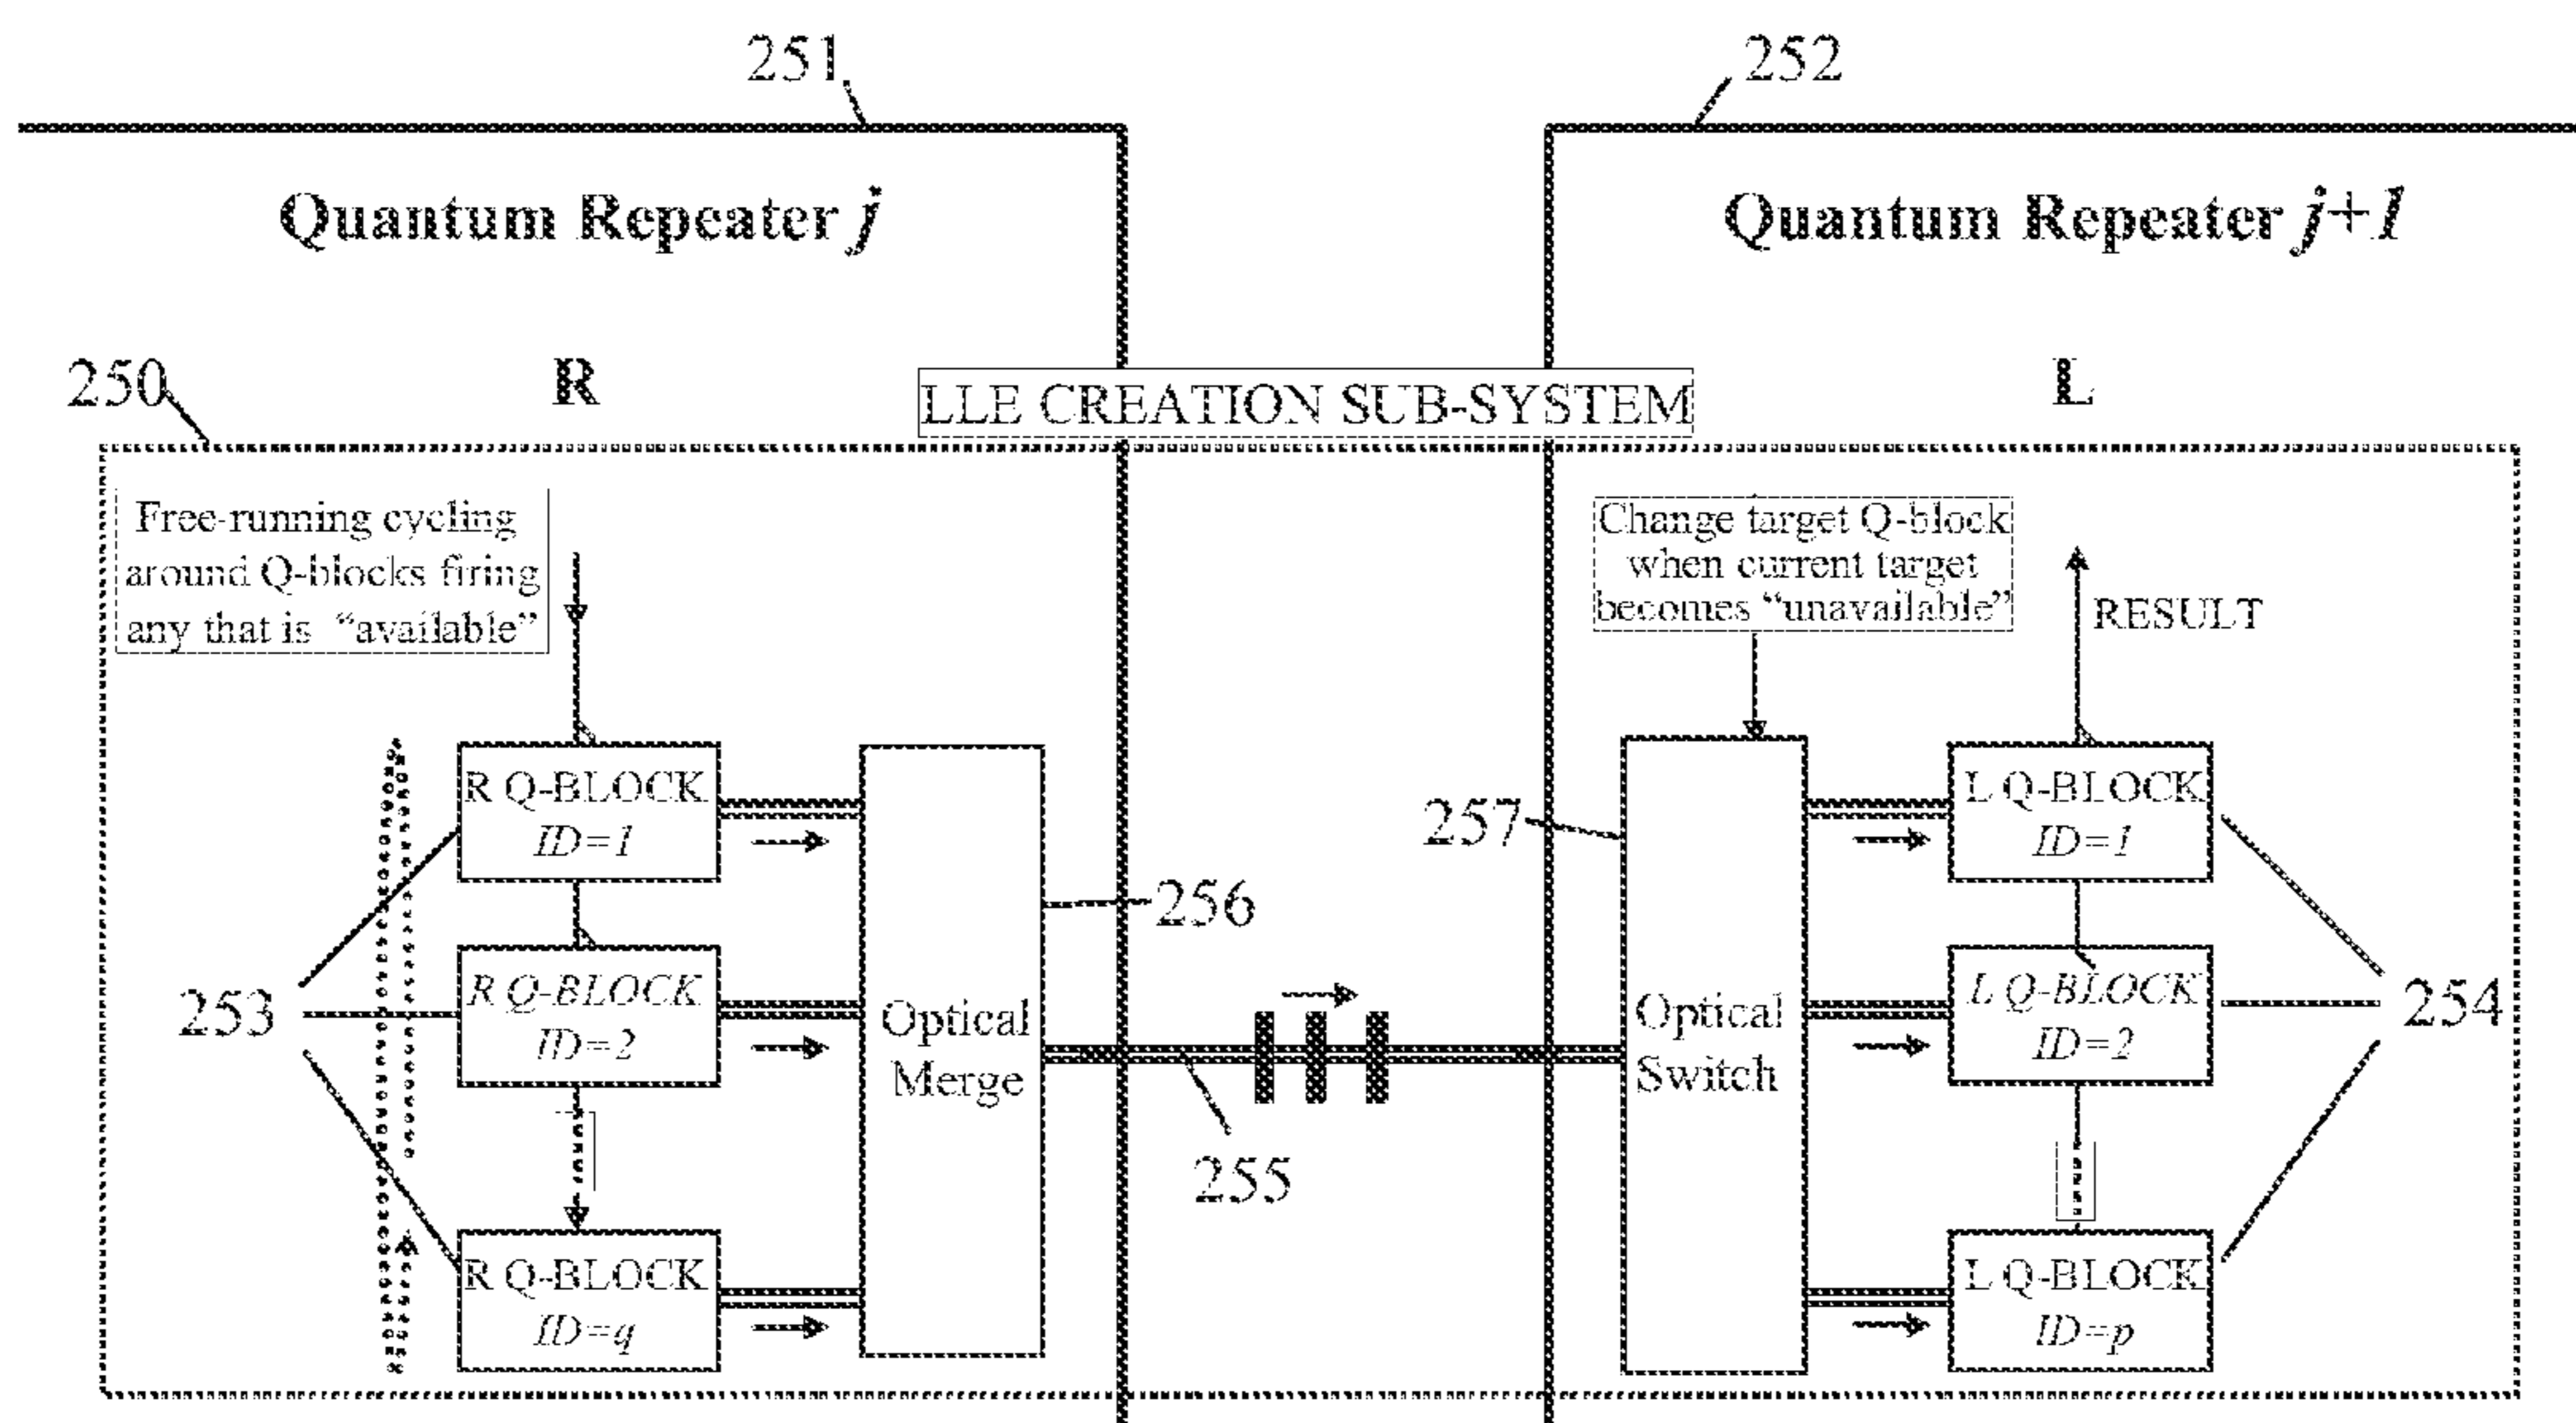 251
252
Quantum Repeater j
Quantum Repeater j+1
250
R
LLE CREATION SUB-SYSTEM
L
Free-running cycling
around Q-blocks firing
any that is "available"
Change target Q-block
when current target
becomes "unavailable"
RESULT
R Q-BLOCK
ID=1
L Q-BLOCK
ID=1
257
256
253
R Q-BLOCK
ID=2
Optical
Merge
Optical
Switch
L Q-BLOCK
ID=2
254
255
R Q-BLOCK
ID=q
L Q-BLOCK
ID=p